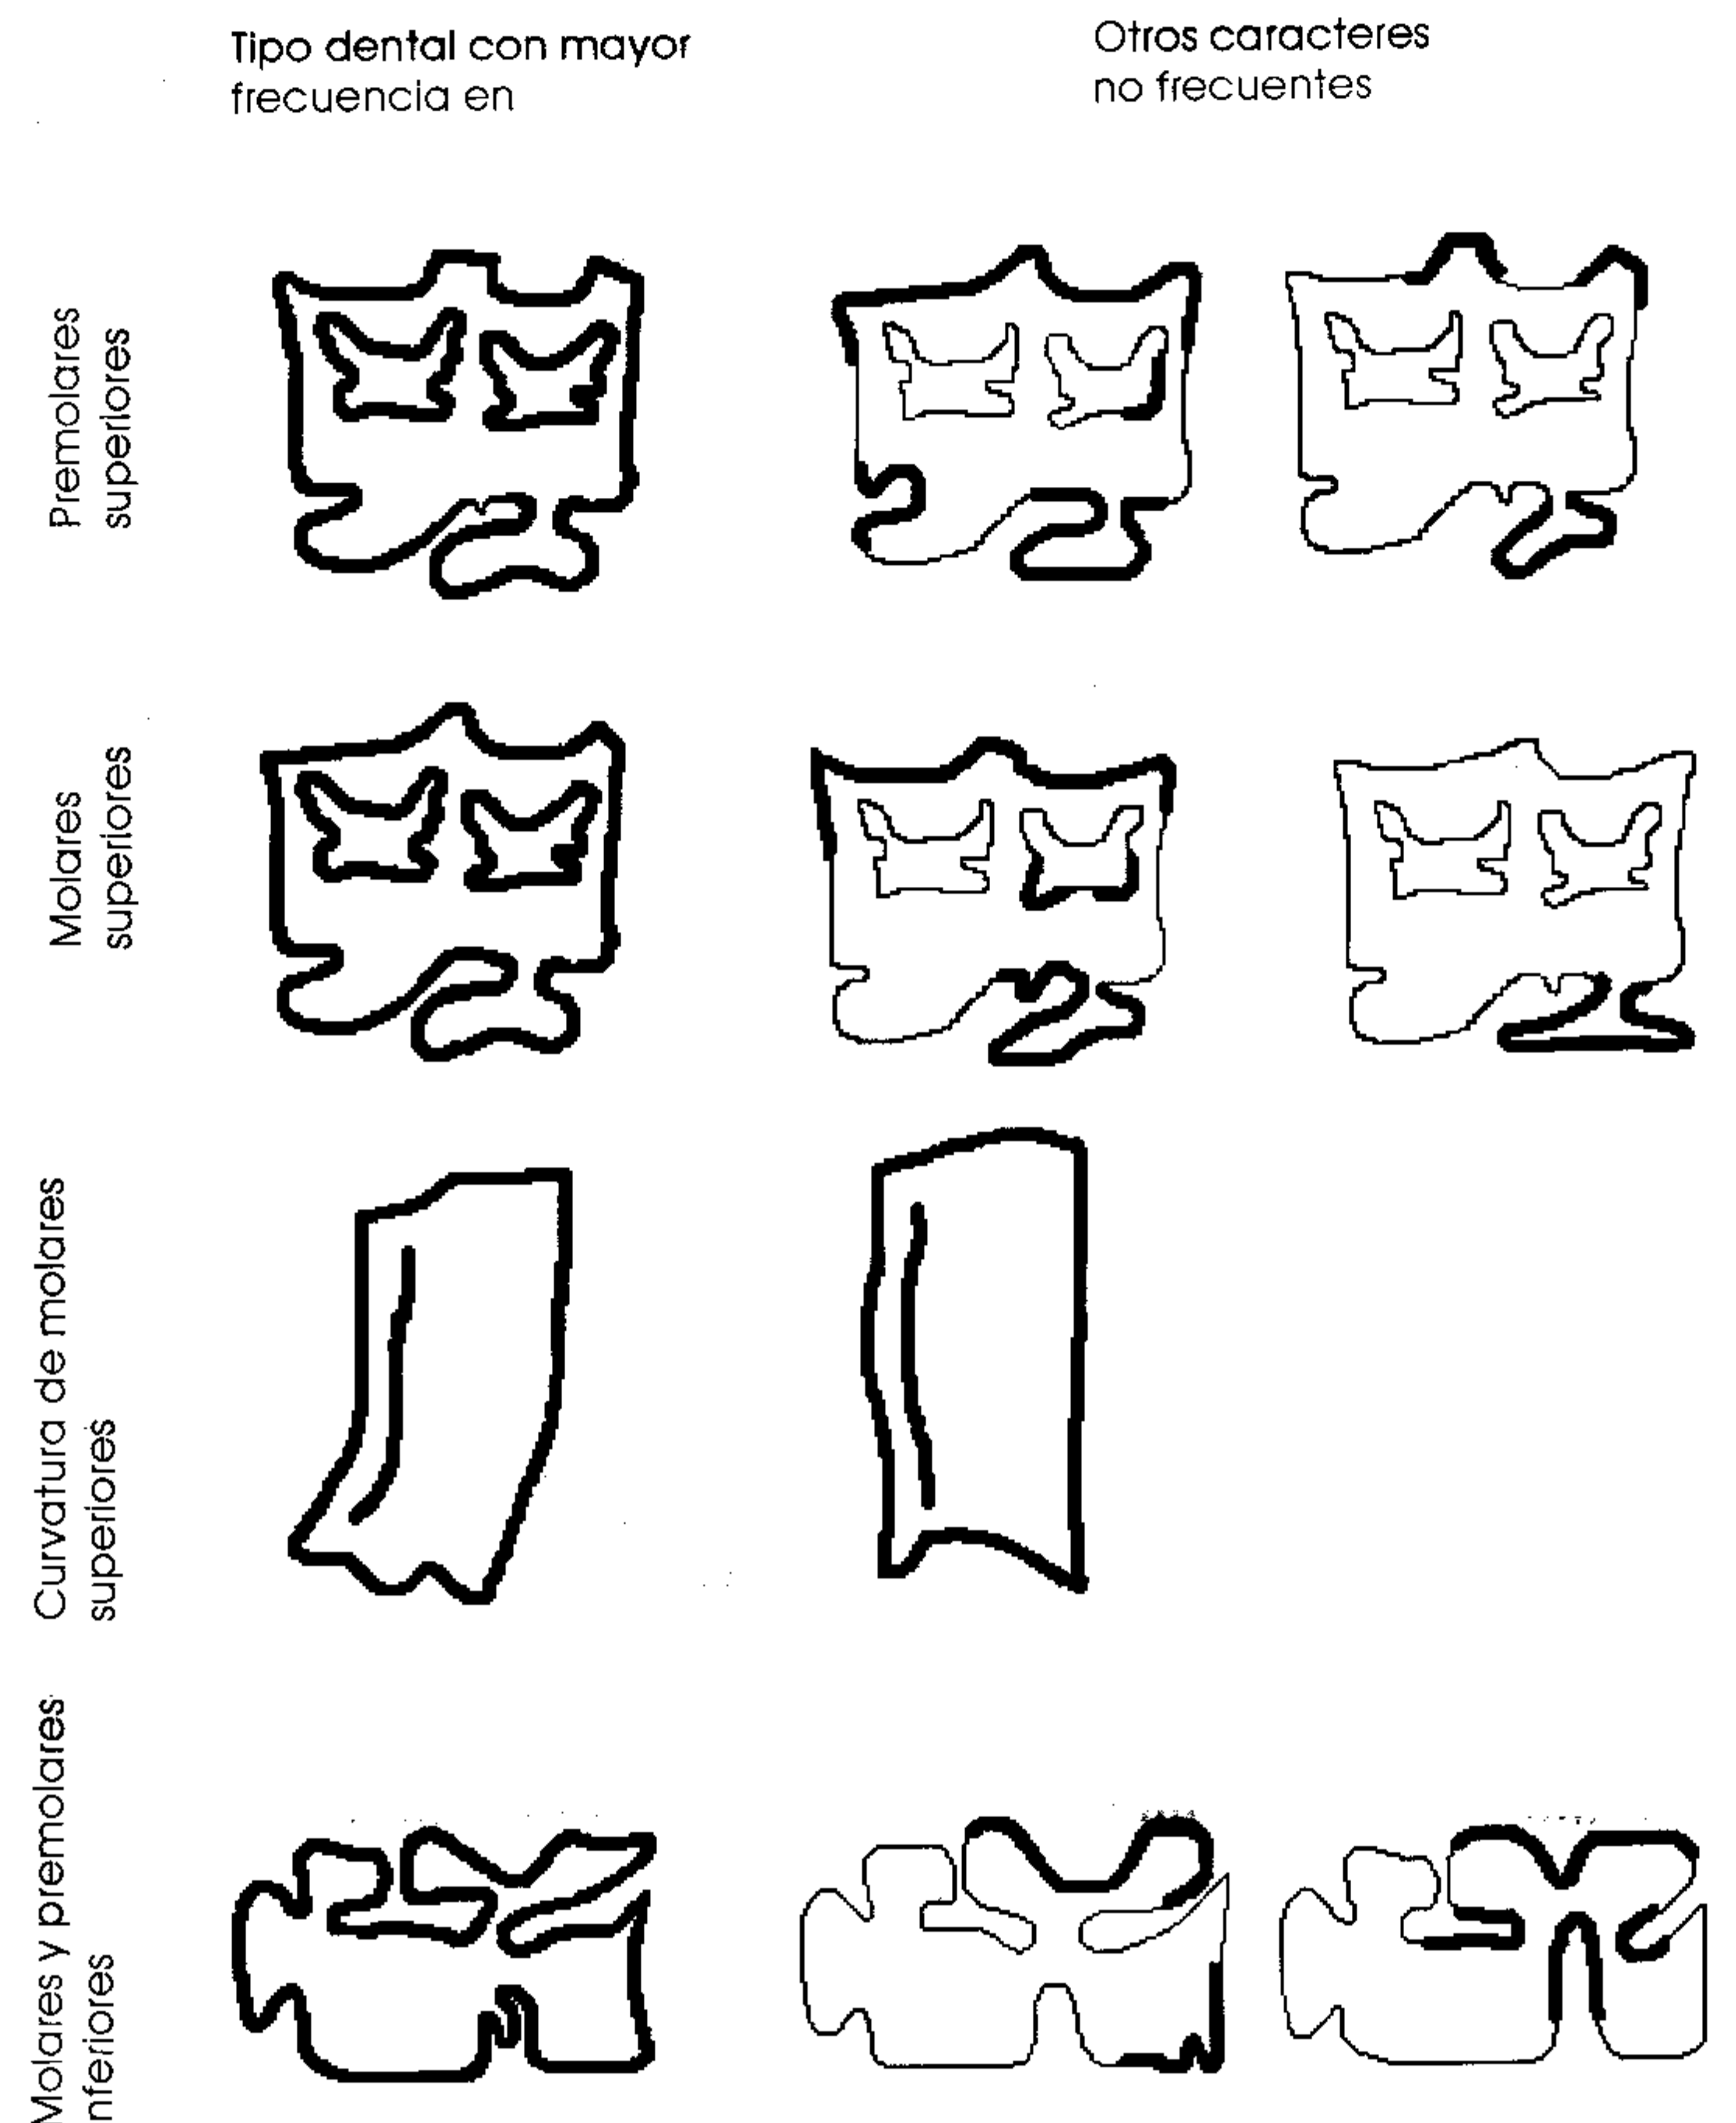 Tipo dental con mayor
frecuencia en
Otros caracteres
no frecuentes
Premolares
superiores
Molares
superiores
Curvatura de molares
superiores
Molares y premolares
nferiores